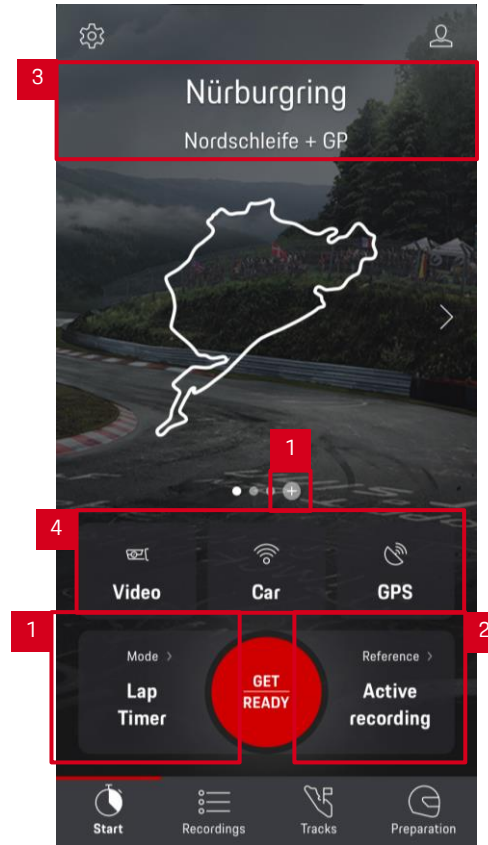 3
Nürburgring
Nordschleife + GP
1
4
Video
Car
GPS
1
2
Mode >
Lap
Timer
GET
READY
Reference >
Active
recording
Start
Recordings
Tracks
Preparation